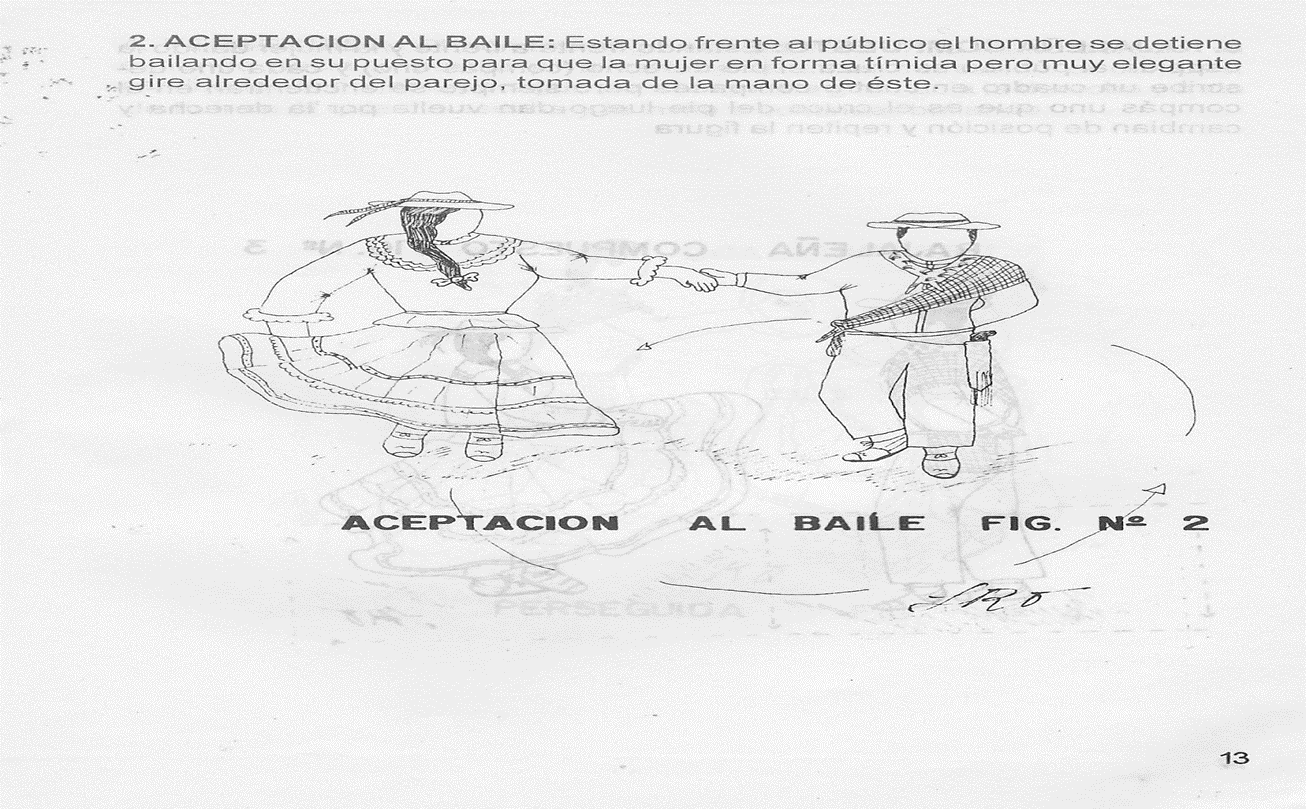 2. ACEPTACION AL BAILE: Estando frente al público el hombre se detiene
bailando en su puesto para que la mujer en forma tímida pero muy elegante
gire alrededor del parejo, tomada de la mano de éste.
ACEPTACION AL BAILE FIG. Nº 2
13